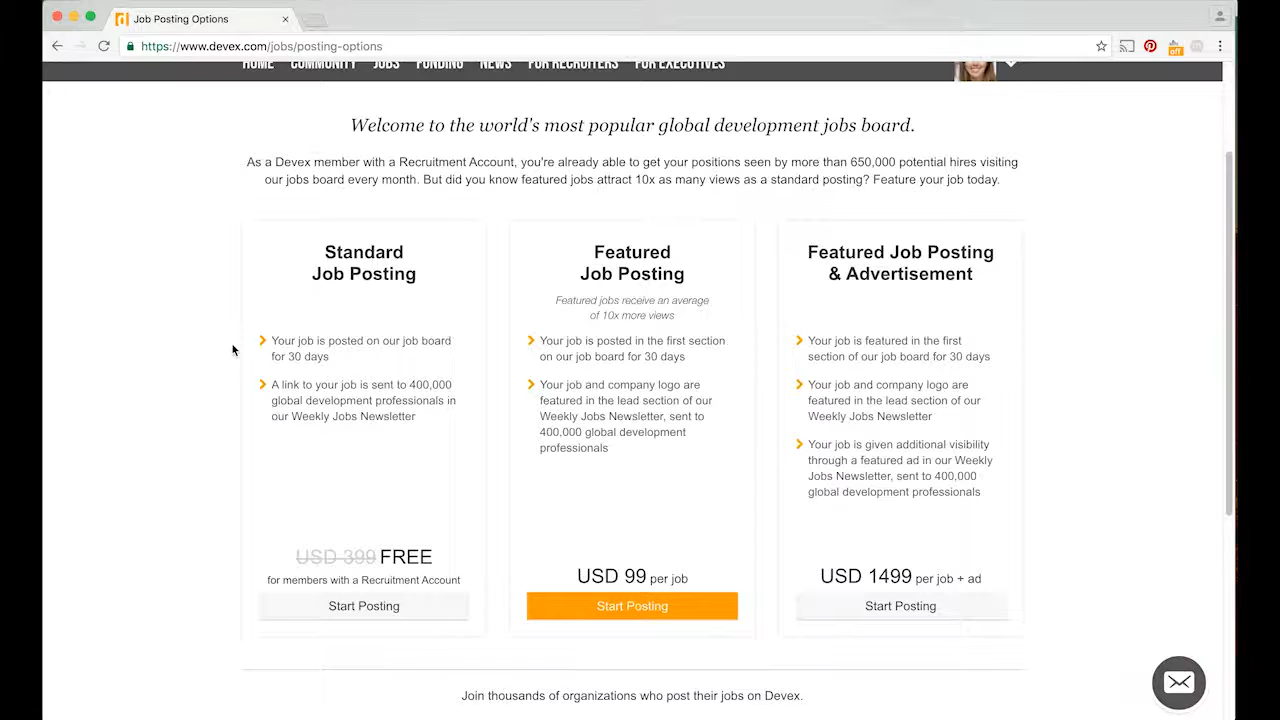 Job Posting Options
https://www.devex.com/jobs/posting-options
off
HOME COMMUNITY JOBS FUNDING NEWS FOR RECRUITERS FOR EXECUTIVES
Welcome to the world's most popular global development jobs board.
As a Devex member with a Recruitment Account, you're already able to get your positions seen by more than 650,000 potential hires visiting
our jobs board every month. But did you know featured jobs attract 10x as many views as a standard posting? Feature your job today.
Standard
Job Posting
Your job is posted on our job board
for 30 days
A link to your job is sent to 400,000
global development professionals in
our Weekly Jobs Newsletter
USD 399 FREE
for members with a Recruitment Account
Start Posting
Featured
Job Posting
Featured jobs receive an average
of 10x more views
Your job is posted in the first section
on our job board for 30 days
Your job and company logo are
featured in the lead section of our
Weekly Jobs Newsletter, sent to
400,000 global development
professionals
USD 99 per job
Start Posting
Featured Job Posting
& Advertisement
Your job is featured in the first
section of our job board for 30 days
Your job and company logo are
featured in the lead section of our
Weekly Jobs Newsletter
Your job is given additional visibility
through a featured ad in our Weekly
Jobs Newsletter, sent to 400,000
global development professionals
USD 1499 per job + ad
Start Posting
Join thousands of organizations who post their jobs on Devex.